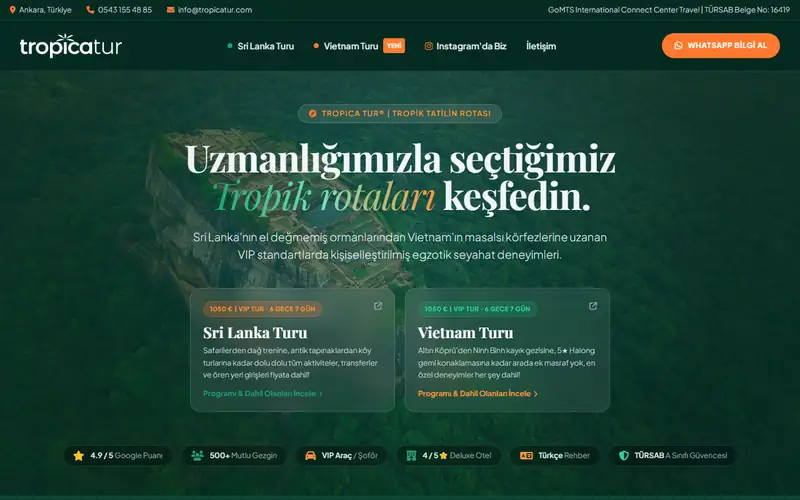 Ankara, Türkiye
0543 155 48 85
info@tropicatur.com
GoMTS International Connect Center Travel | TÜRSAB Belge No: 16419
tropicatur
Sri Lanka Turu
Vietnam Turu
YENİ
Instagram'da Biz
İletişim
WHATSAPP BİLGİ AL
TROPICA TUR® | TROPİK TATİLİN ROTASI
Uzmanlığımızla seçtiğimiz
Tropik rotaları keşfedin.
Sri Lanka'nın el değmemiş ormanlarından Vietnam'ın masalsı körfezlerine uzanan
VIP standartlarda kişiselleştirilmiş egzotik seyahat deneyimleri.
1050 € | VIP TUR - 6 GECE 7 GÜN
Sri Lanka Turu
Safarilerden dağ trenine, antik tapınaklardan köy
turlarına kadar dolu dolu tüm aktiviteler, transferler
ve ören yeri girişleri fiyata dahil!
Programı & Dahil Olanları İncele ›
1050 € | VIP TUR - 6 GECE 7 GÜN
Vietnam Turu
Altın Köprü'den Ninh Binh kayık gezisine, 5★ Halong
gemi konaklamasına kadar arada ek masraf yok, en
özel deneyimler her şey dahil!
Programı & Dahil Olanları İncele ›
4.9 / 5 Google Puanı
500+ Mutlu Gezgin
VIP Araç / Şoför
4 / 5⭐ Deluxe Otel
Türkçe Rehber
TÜRSAB A Sınıfı Güvencesi